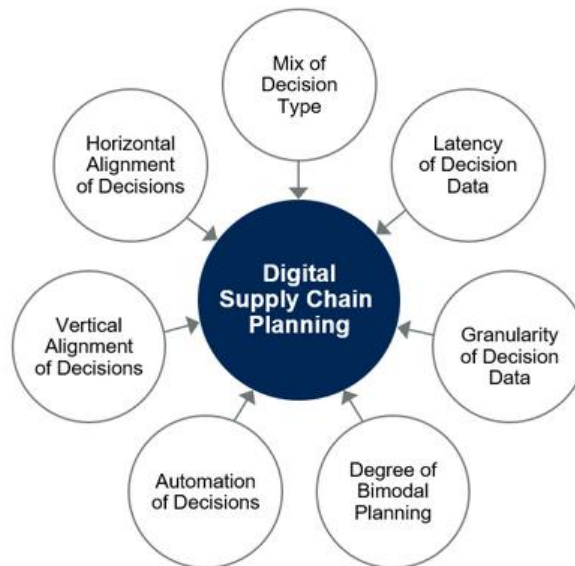 Mix of
Decision
Type
Horizontal
Alignment
of Decisions
Latency
of Decision
Data
Digital
Supply Chain
Planning
Vertical
Alignment
of Decisions
Granularity
of Decision
Data
Automation
of Decisions
Degree of
Bimodal
Planning